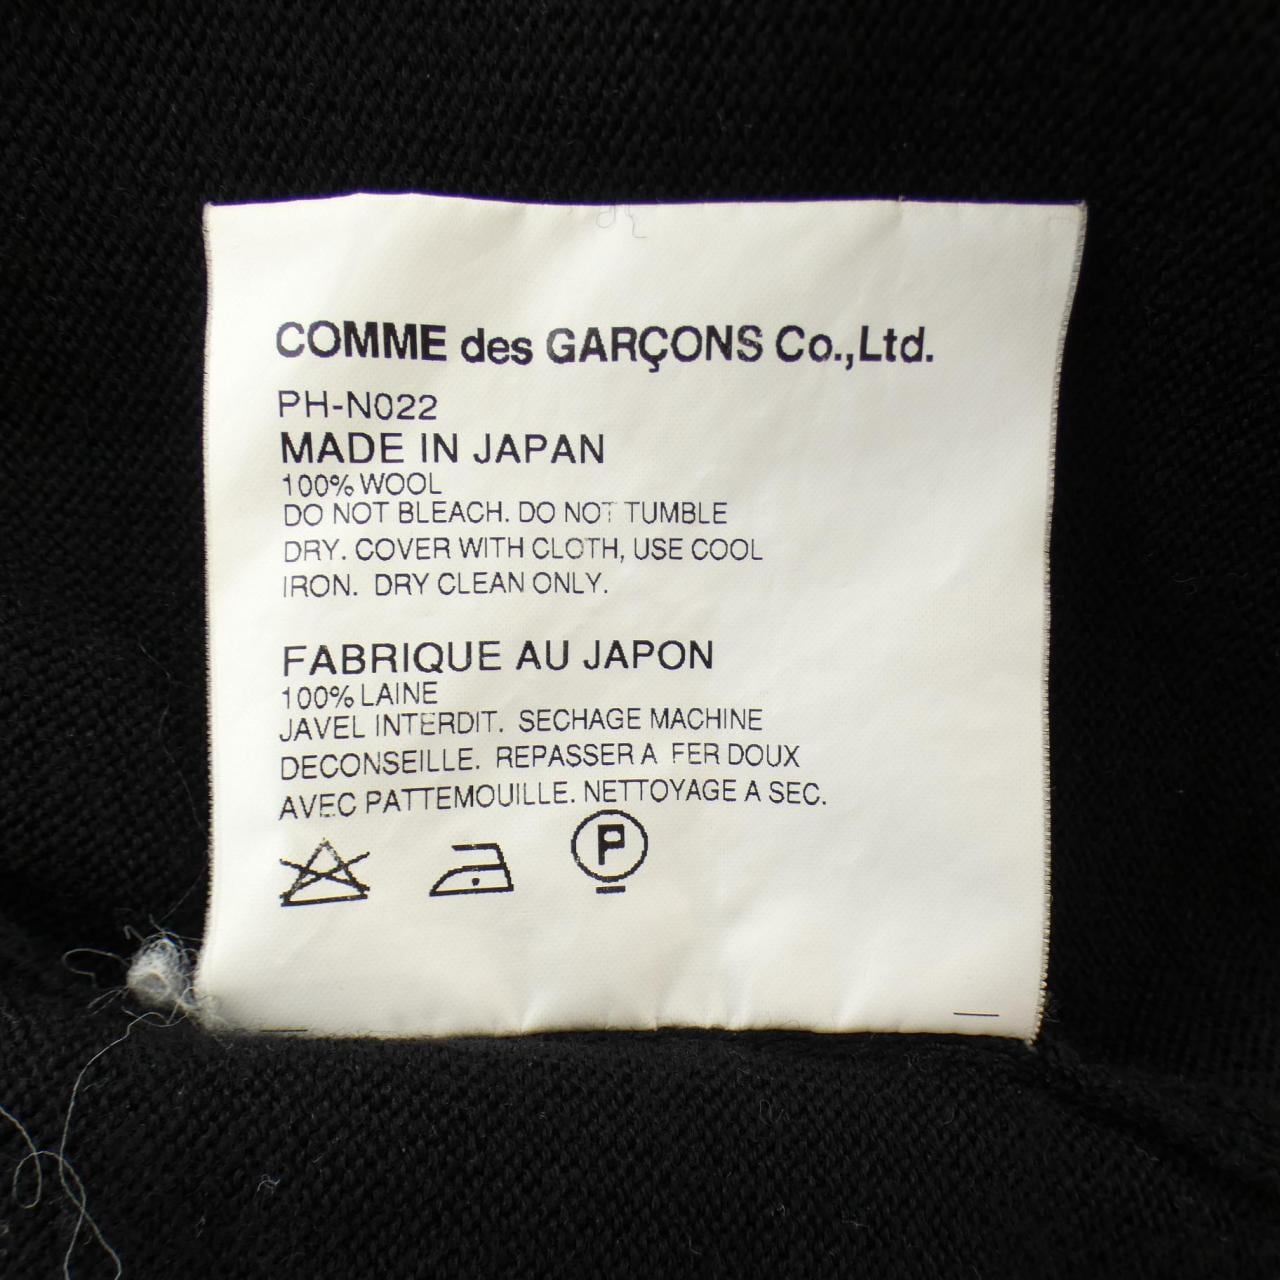 COMME des GARÇONS Co.,Ltd.
PH-N022
MADE IN JAPAN
100% WOOL
DO NOT BLEACH. DO NOT TUMBLE
DRY. COVER WITH CLOTH, USE COOL
IRON. DRY CLEAN ONLY.
FABRIQUE AU JAPON
100% LAINE
JAVEL INTERDIT. SECHAGE MACHINE
DECONSEILLE. REPASSER A FER DOUX
AVEC PATTEMOUILLE. NETTOYAGE A SEC.
P